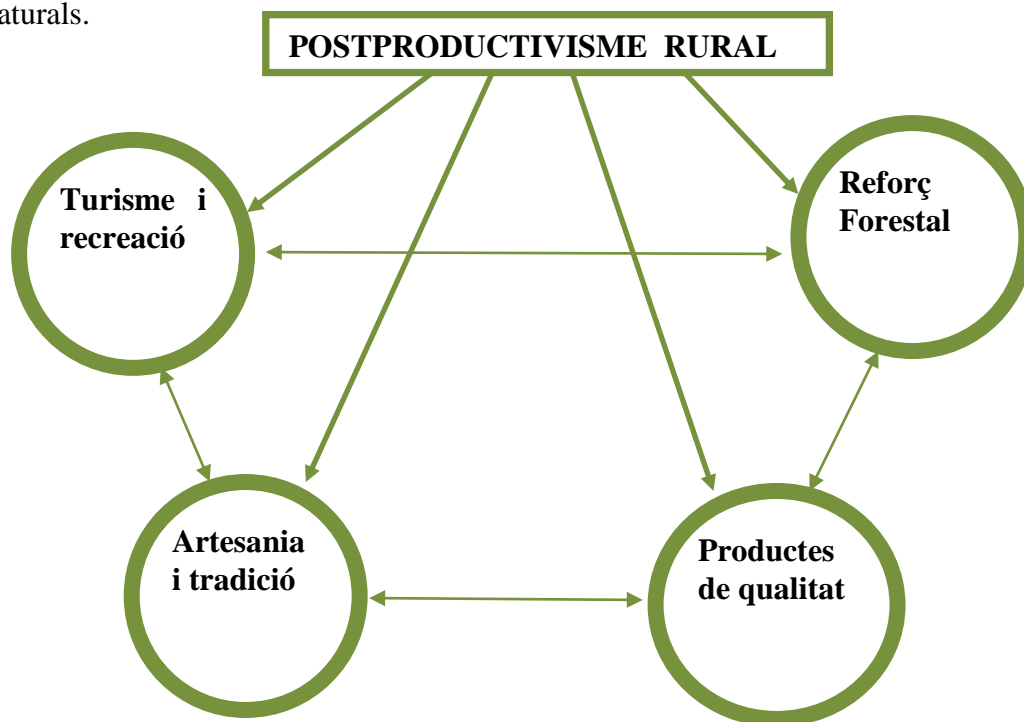 aturals.
POSTPRODUCTIVISME RURAL
Turisme i
recreació
Reforç
Forestal
Artesania
i tradició
Productes
de qualitat